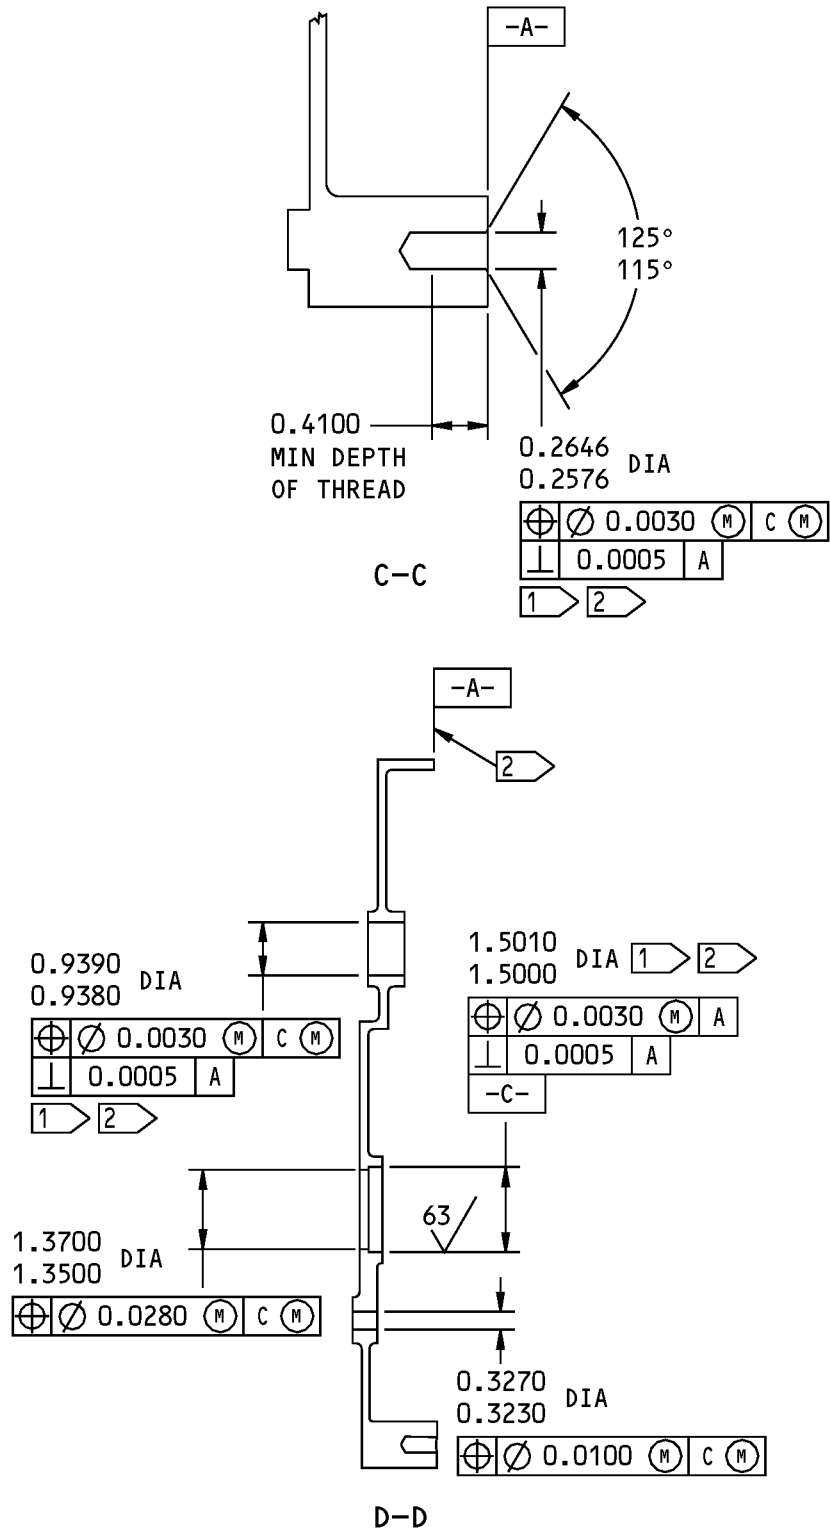 -A-
125°
115°
0.4100
MIN DEPTH
OF THREAD
0.2646
0.2576 DIA
⌖ ∅ 0.0030 Ⓜ C Ⓜ
⊥ 0.0005 A
1 2
C-C
-A-
2
0.9390
0.9380 DIA
⌖ ∅ 0.0030 Ⓜ C Ⓜ
⊥ 0.0005 A
1 2
1.5010
1.5000 DIA 1 2
⌖ ∅ 0.0030 Ⓜ A
⊥ 0.0005 A
-C-
63
1.3700
1.3500 DIA
⌖ ∅ 0.0280 Ⓜ C Ⓜ
0.3270
0.3230 DIA
⌖ ∅ 0.0100 Ⓜ C Ⓜ
D-D